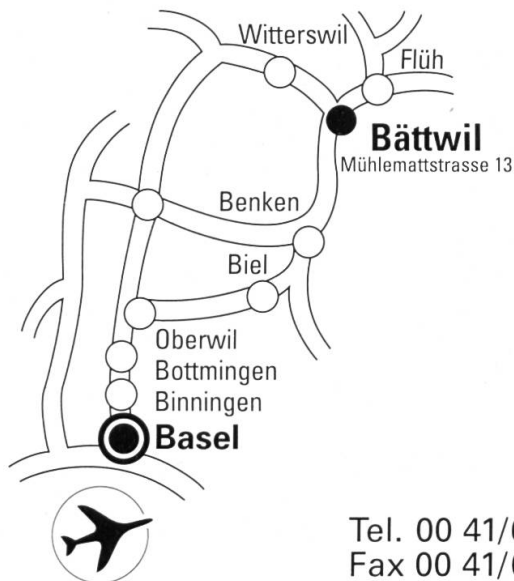 Witterswil
Flüh
Bättwil
Mühlemattstrasse 13
Benken
Biel
Oberwil
Bottmingen
Binningen
Basel
Tel. 00 41/
Fax 00 41/